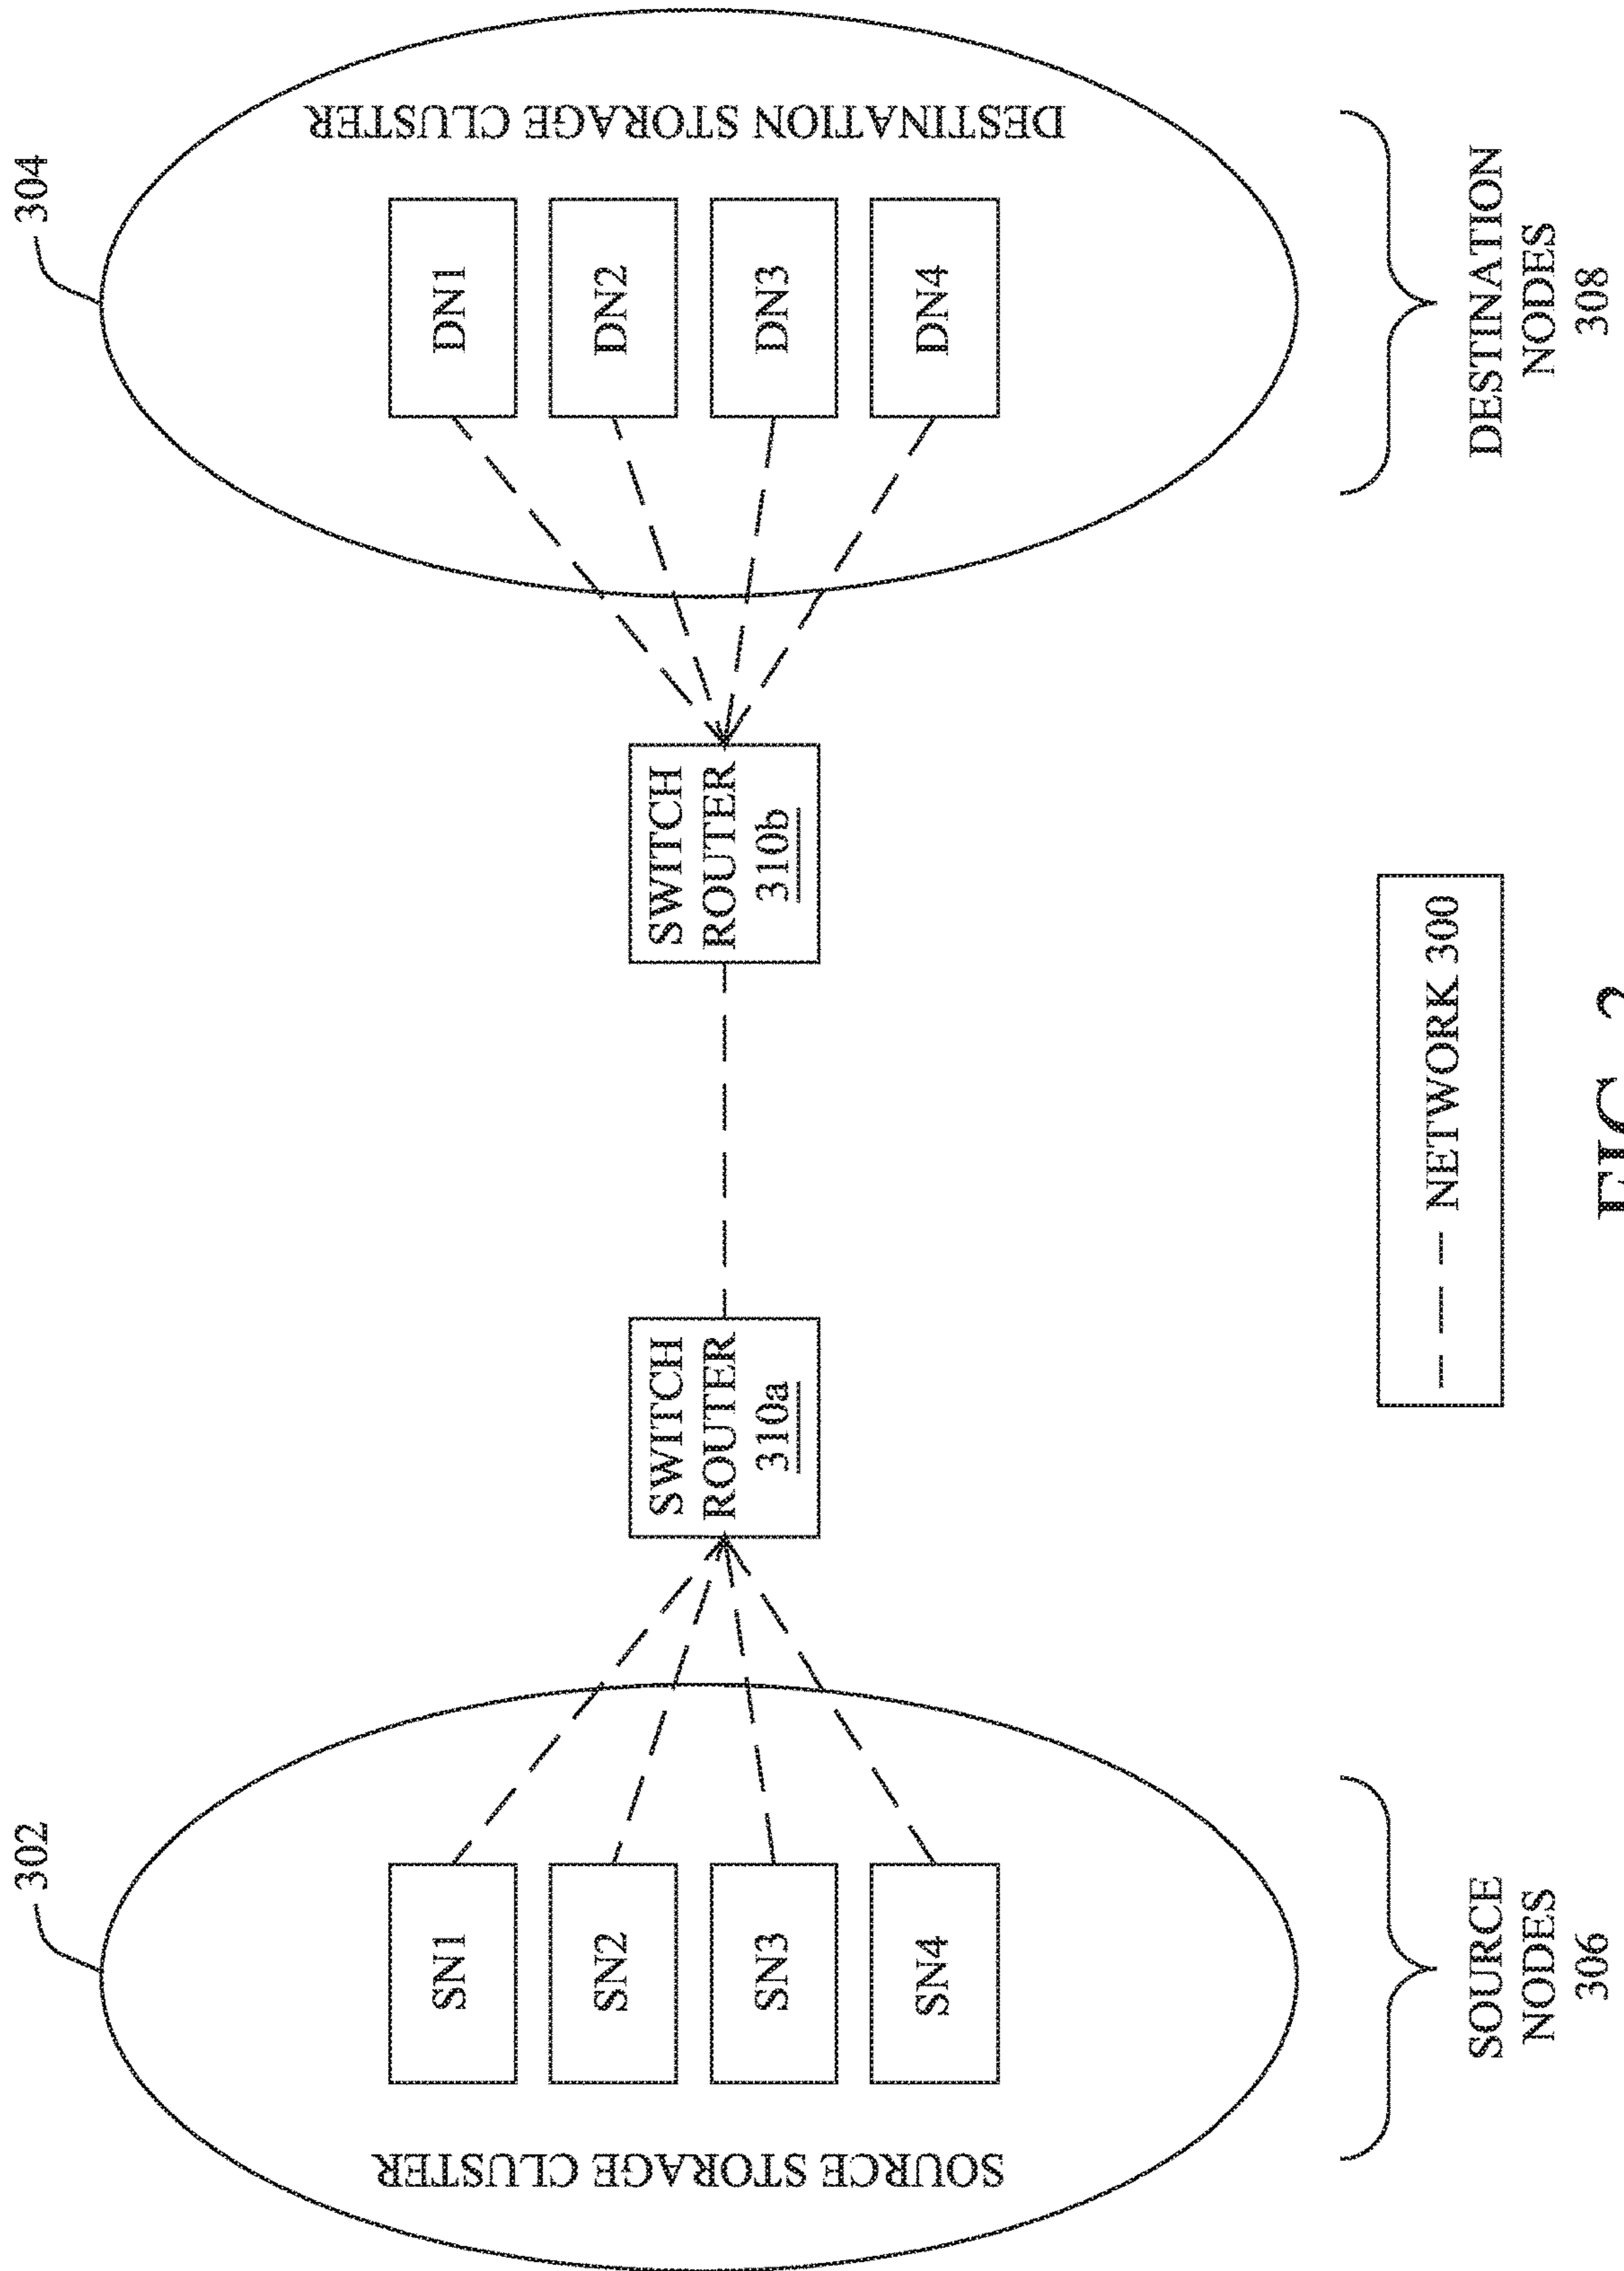 302
304
SOURCE STORAGE CLUSTER
SN1
SN2
SN3
SN4
SWITCH
ROUTER
310a
SWITCH
ROUTER
310b
DN1
DN2
DN3
DN4
DESTINATION STORAGE CLUSTER
SOURCE
NODES
306
NETWORK 300
DESTINATION
NODES
308